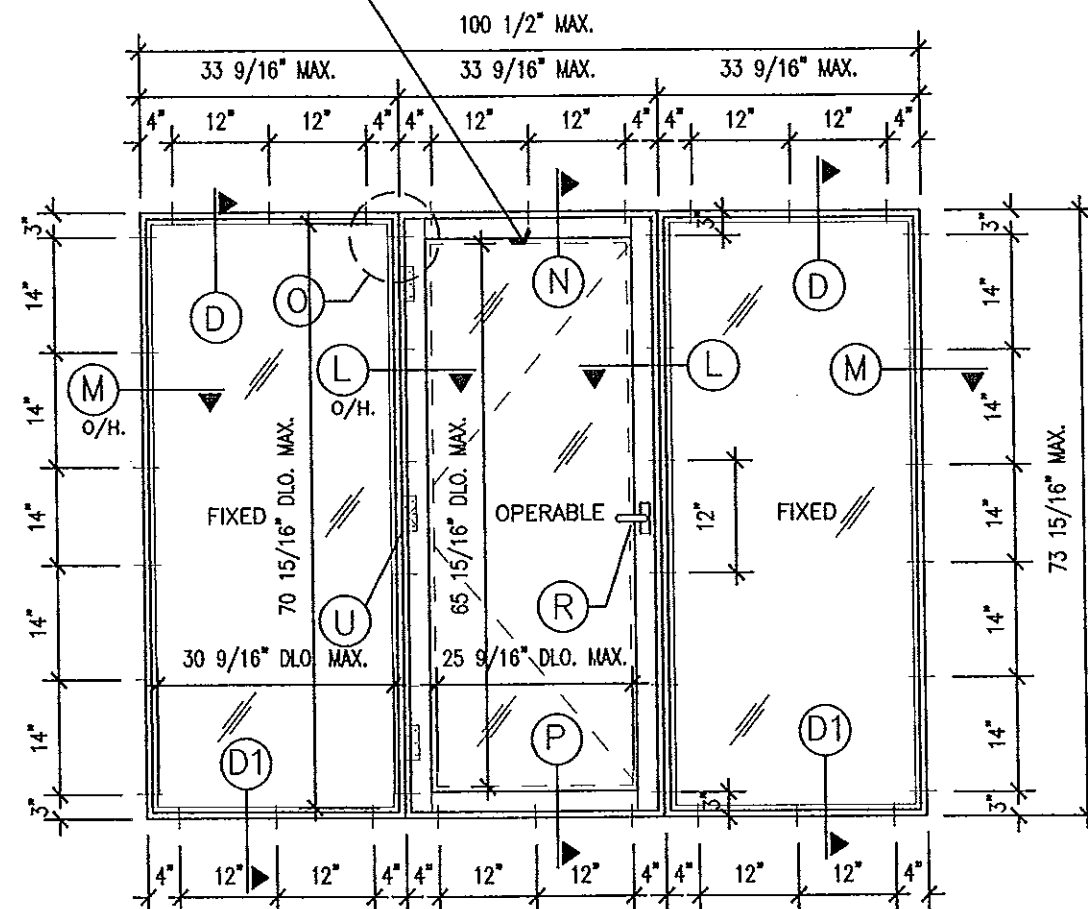 100 1/2" MAX.
33 9/16" MAX. 33 9/16" MAX. 33 9/16" MAX.
4" 12" 12" 4" 4" 12" 12" 4" 4" 12" 12" 4"
3" 3" 3"
D O N D
14" 14" 14"
M L L M
O/H. O/H.
14" 14" 14"
70 15/16" DLO. MAX.
65 15/16" DLO. MAX.
73 15/16" MAX.
FIXED OPERABLE FIXED
12"
14" 14"
U R
14" 14"
30 9/16" DLO. MAX. 25 9/16" DLO. MAX.
14" 14"
D1 P D1
3" 3" 3"
4" 12" 12" 4" 4" 12" 12" 4" 4" 12" 12" 4"